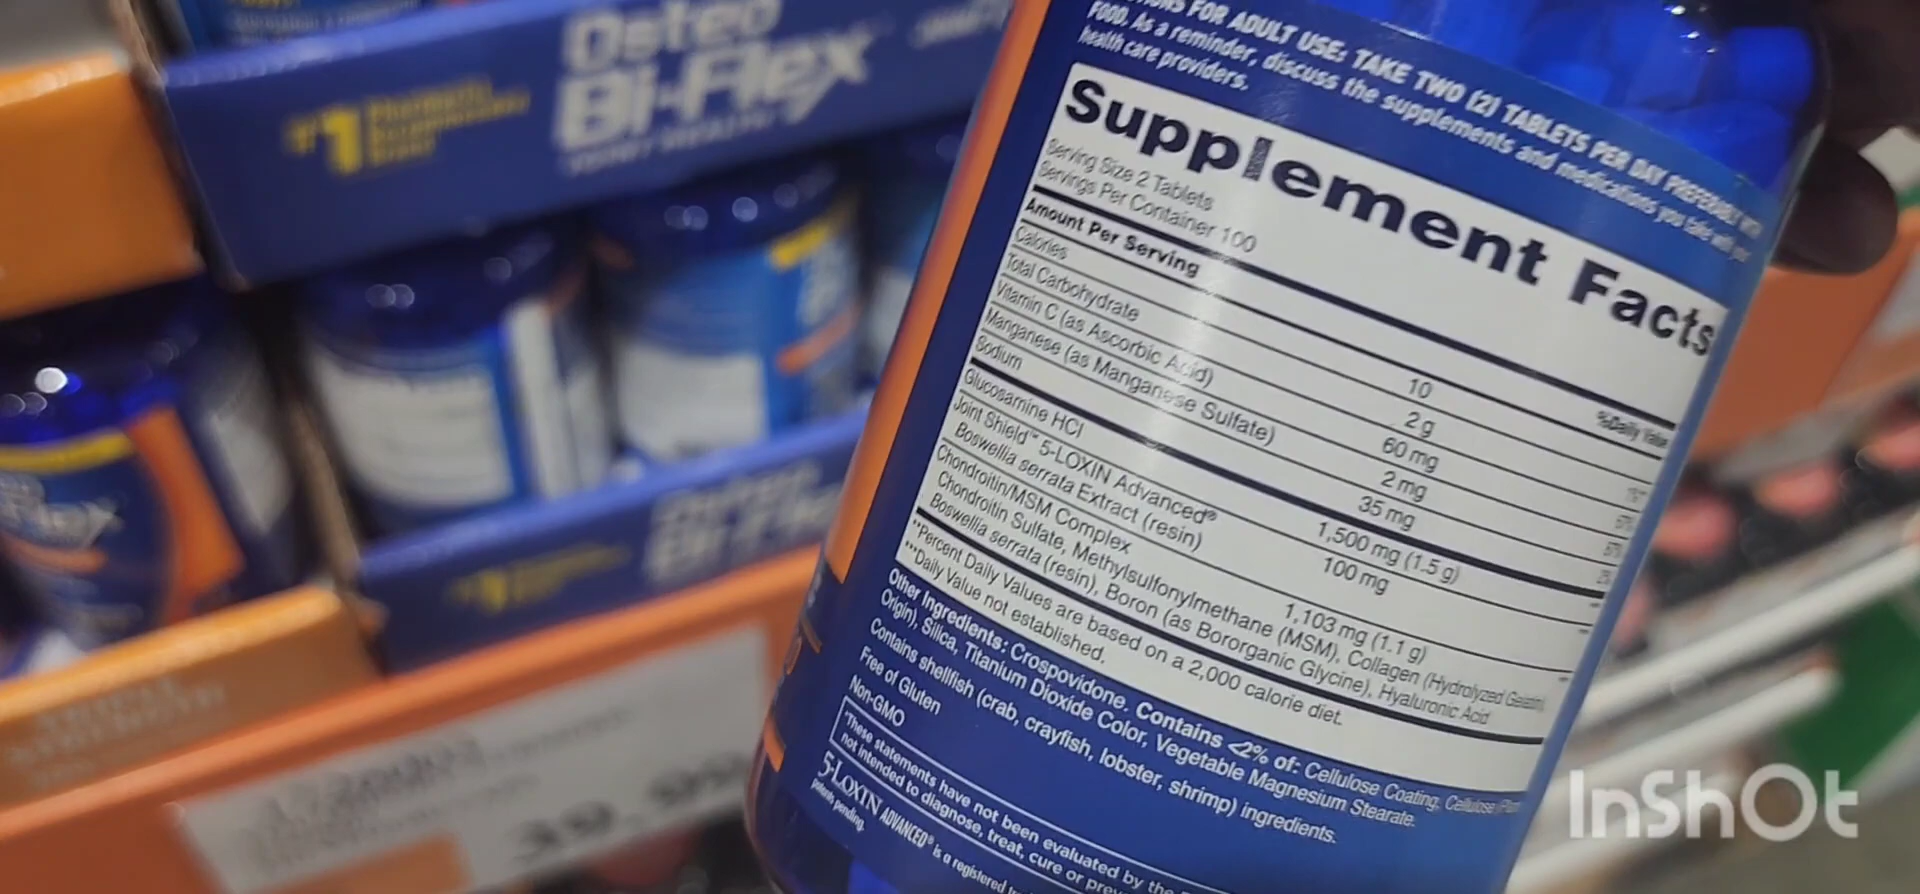 Osteo
Bi-Flex
#1
FOR ADULT USE: TAKE TWO (2) TABLETS PER DAY PREFERABLY WITH
FOOD. As a reminder, discuss the supplements and medications you take with your
health care providers.
Supplement Facts
Serving Size 2 Tablets
Servings Per Container 100
Amount Per Serving %Daily Value
Calories 10
Total Carbohydrate 2 g
Vitamin C (as Ascorbic Acid) 60 mg
Manganese (as Manganese Sulfate) 2 mg
Sodium 35 mg
Glucosamine HCl 1,500 mg (1.5 g)
Joint Shield™ 5-LOXIN Advanced® 100 mg
Boswellia serrata Extract (resin)
Chondroitin/MSM Complex 1,103 mg (1.1 g)
Chondroitin Sulfate, Methylsulfonylmethane (MSM), Collagen (Hydrolyzed Gelatin),
Boswellia serrata (resin), Boron (as Bororganic Glycine), Hyaluronic Acid
**Percent Daily Values are based on a 2,000 calorie diet.
***Daily Value not established.
Other Ingredients: Crospovidone. Contains <2% of: Cellulose Coating, Cellulose (Plant
Origin), Silica, Titanium Dioxide Color, Vegetable Magnesium Stearate.
Contains shellfish (crab, crayfish, lobster, shrimp) ingredients.
Free of Gluten
Non-GMO
*These statements have not been evaluated by the
not intended to diagnose, treat, cure or
5-LOXIN ADVANCED® is a registered
patents pending.
InShOt